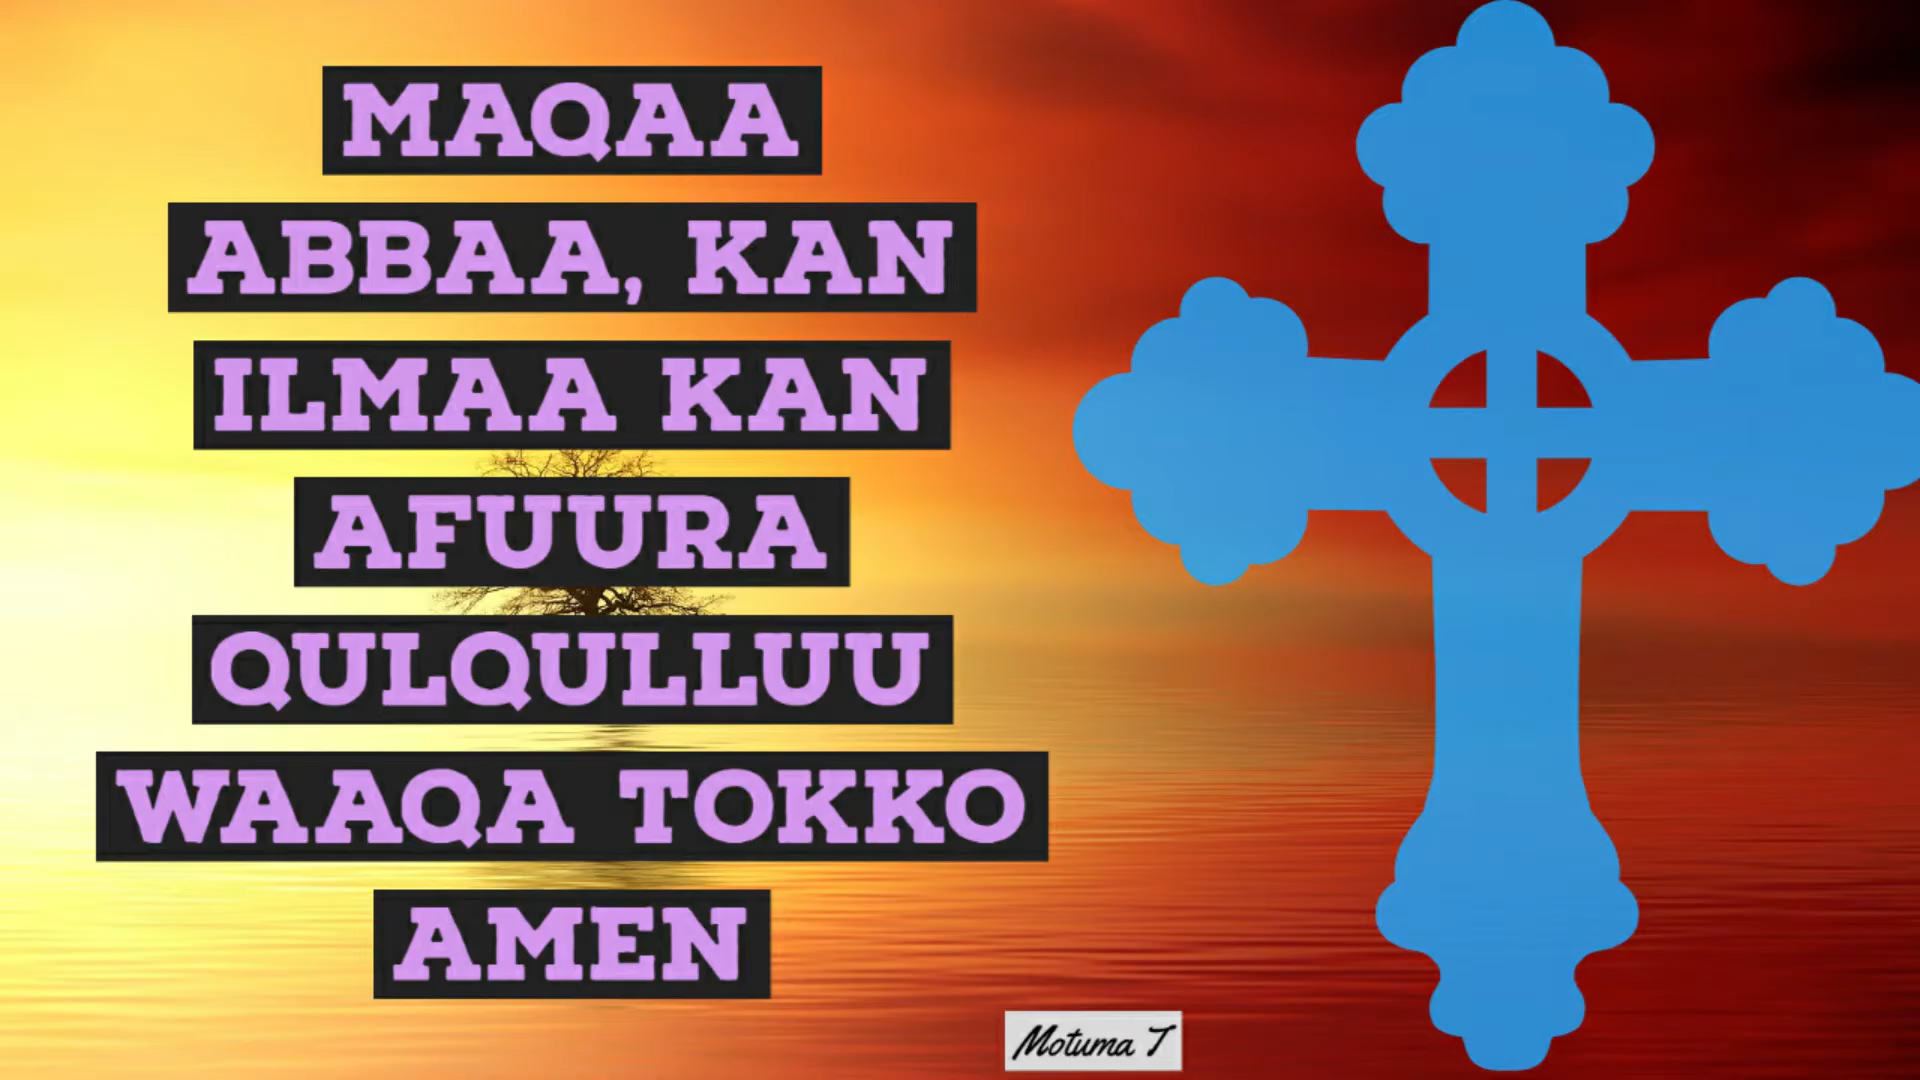 MAQAA
ABBAA, KAN
ILMAA KAN
AFUURA
QULQULLUU
WAAQA TOKKO
AMEN
Motuma T